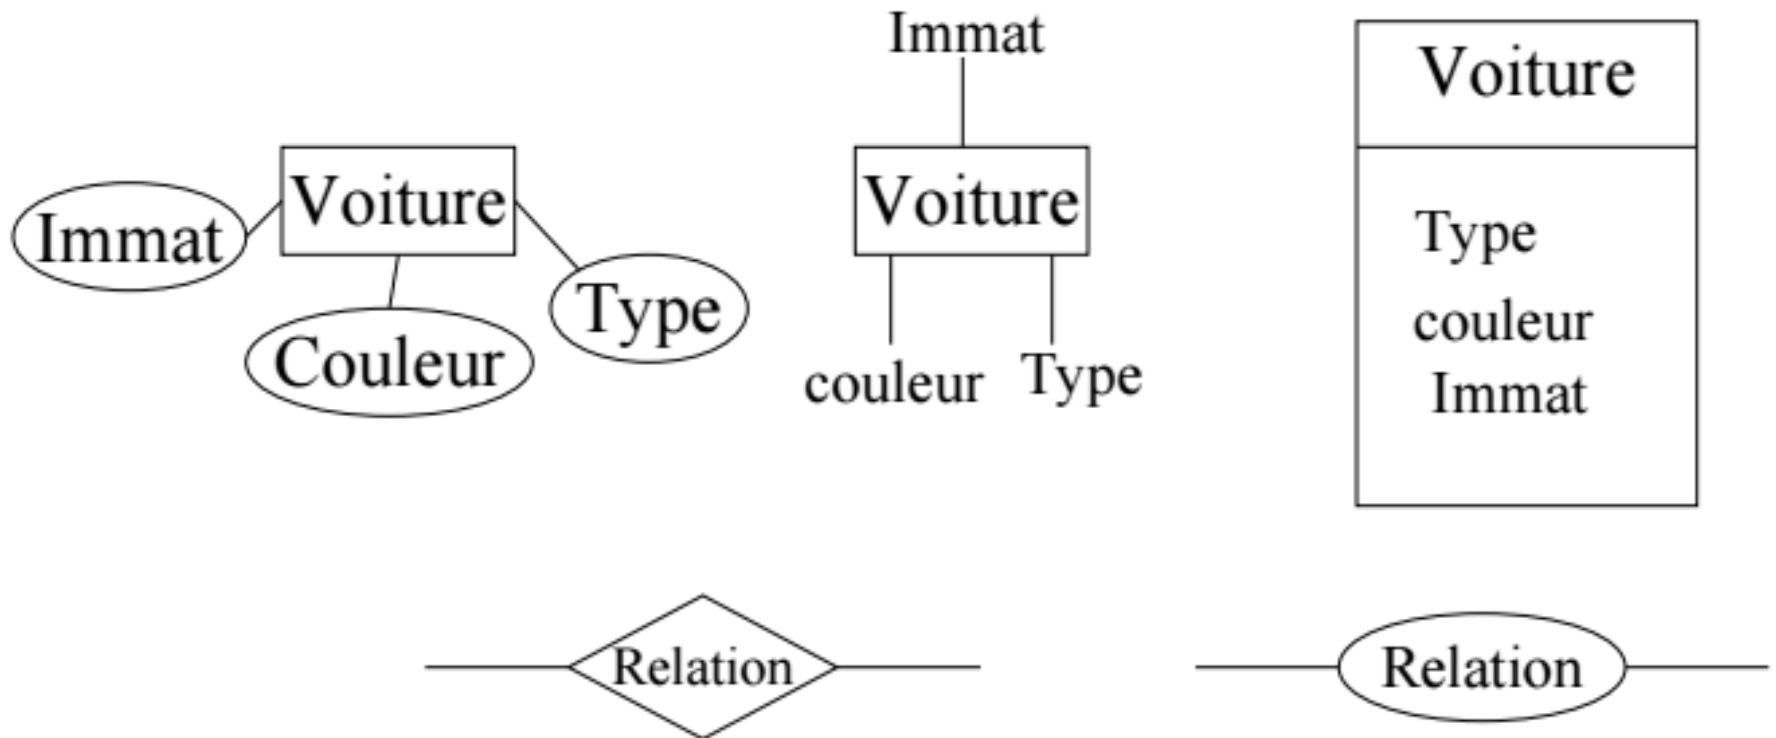 Immat
Voiture
Couleur
Type
Immat
Voiture
couleur
Type
Voiture
Type
couleur
Immat
Relation
Relation